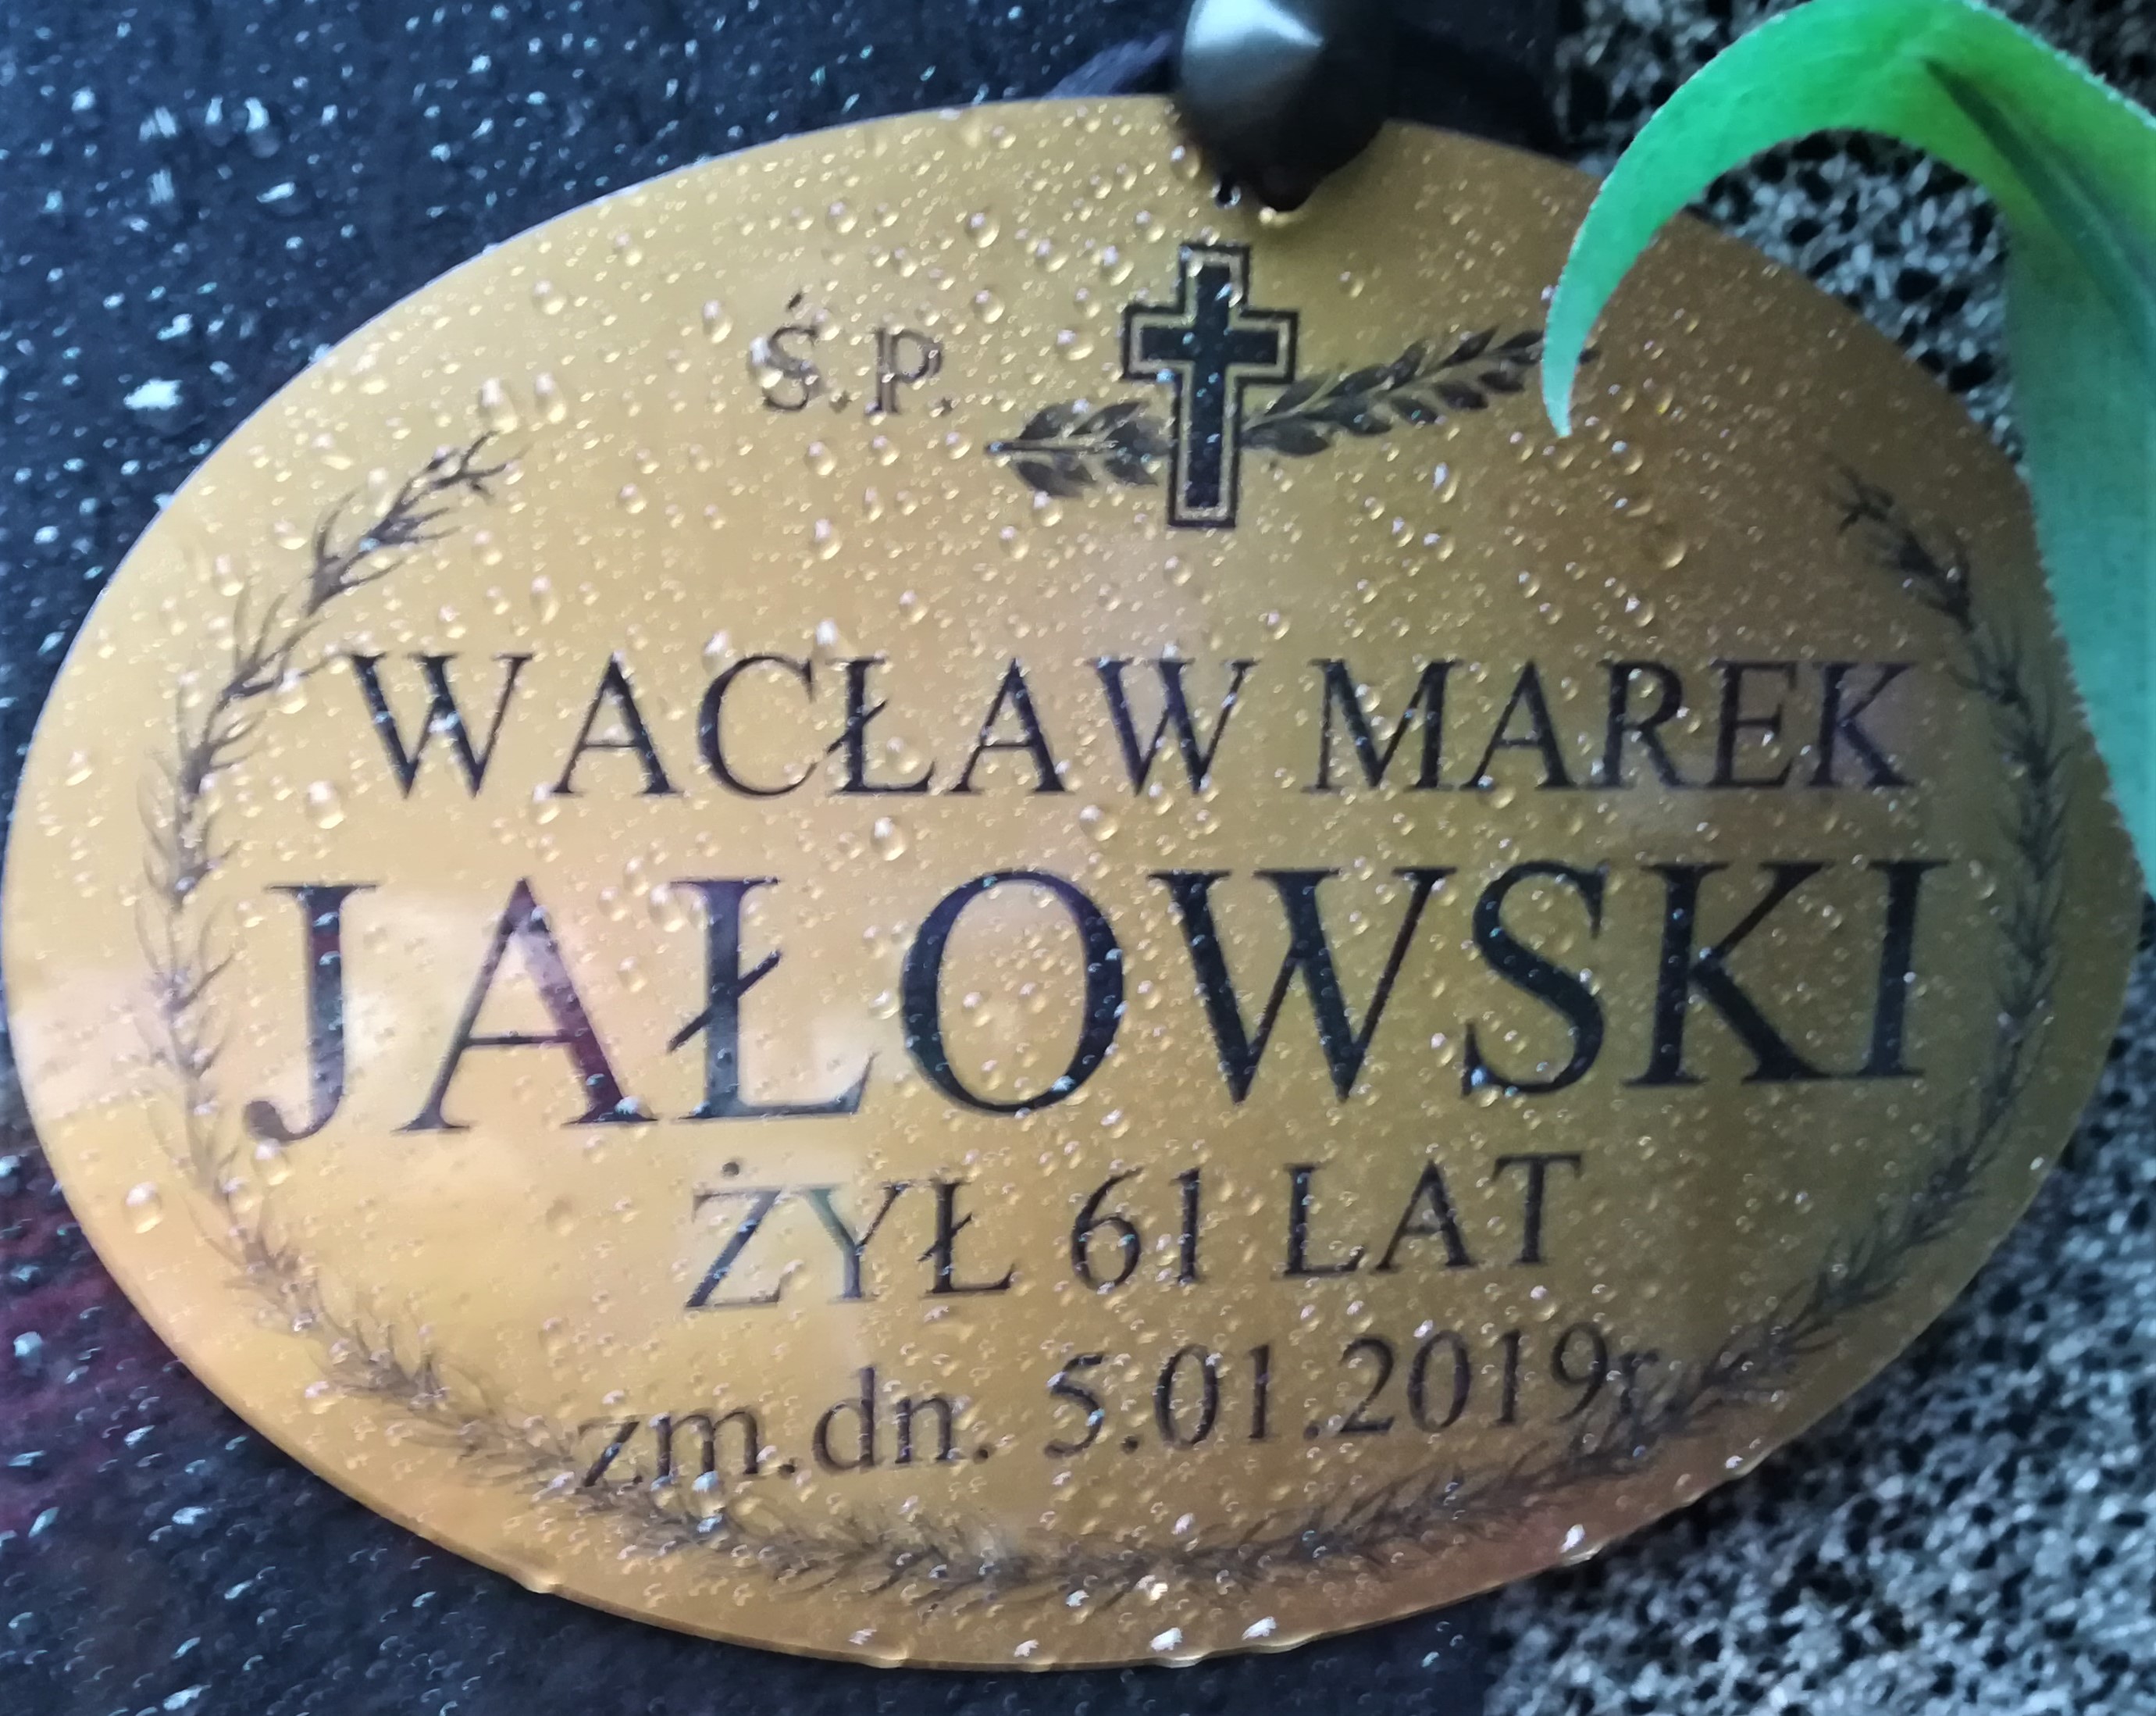 Ś.P.
WACŁAW MAREK
JAŁOWSKI
ŻYŁ 61 LAT
zm.dn. 5.01.2019r.